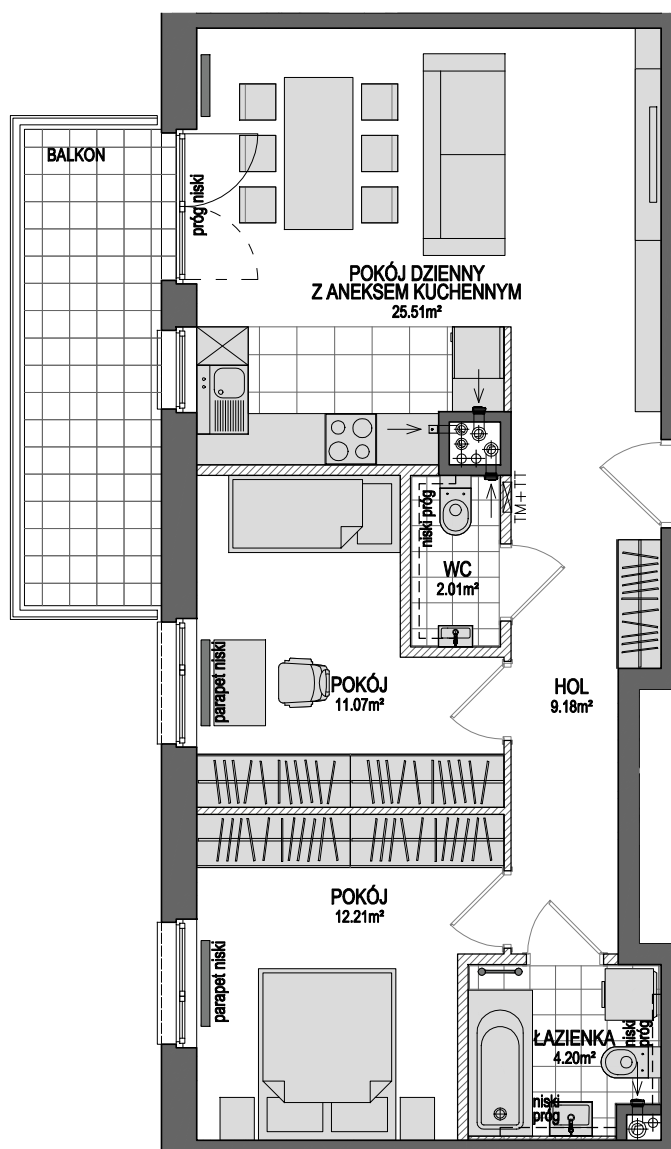 BALKON
próg niski
POKÓJ DZIENNY
Z ANEKSEM KUCHENNYM
25.51m²
TM+TT
niski próg
WC
2.01m²
parapet niski
POKÓJ
11.07m²
HOL
9.18m²
POKÓJ
12.21m²
parapet niski
ŁAZIENKA
4.20m²
niski
próg
niski
próg